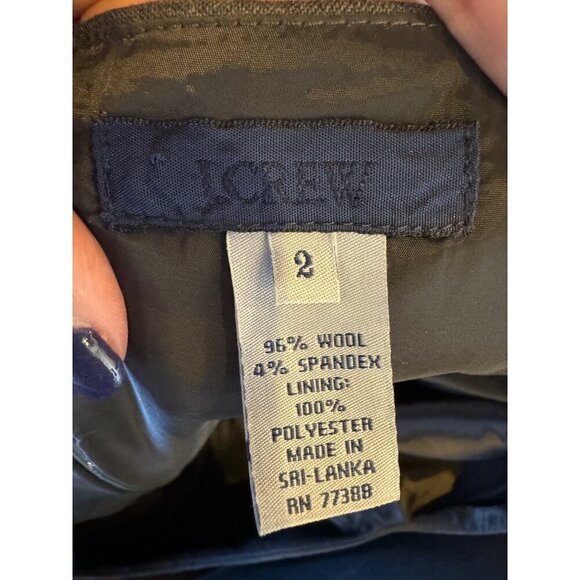 J.CREW
2
96% WOOL
4% SPANDEX
LINING:
100%
POLYESTER
MADE IN
SRI-LANKA
RN 77388